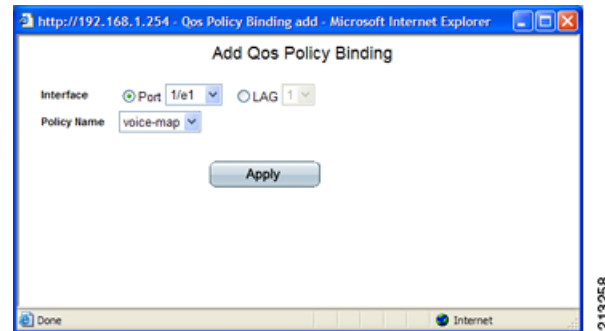 http://192.168.1.254 - Qos Policy Binding add - Microsoft Internet Explorer
Add Qos Policy Binding
Interface Port 1/e1 LAG 1
Policy Name voice-map
Apply
Done Internet
213258